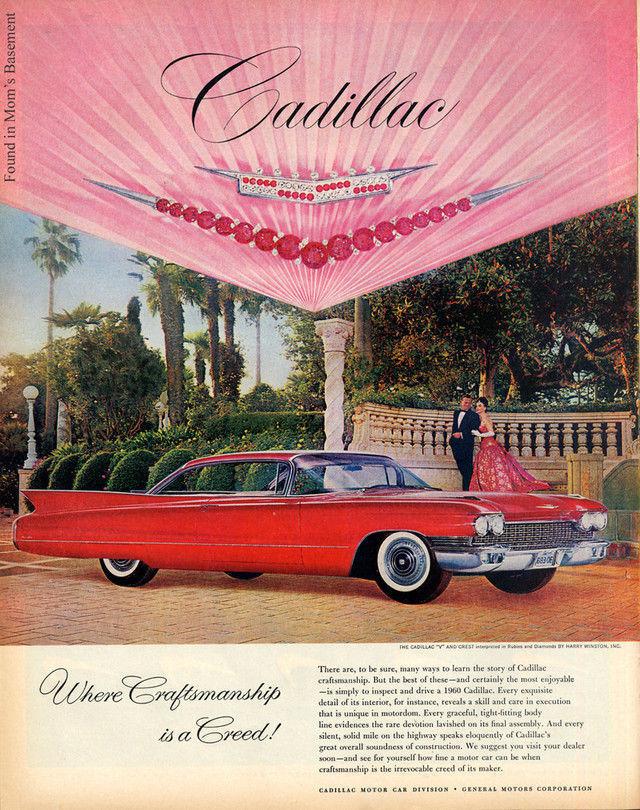 Found in Mom's Basement
Cadillac
THE CADILLAC "V" AND CREST interpreted in Rubies and Diamonds BY HARRY WINSTON, INC.
Where Craftsmanship
is a Creed!
There are, to be sure, many ways to learn the story of Cadillac
craftsmanship. But the best of these—and certainly the most enjoyable
—is simply to inspect and drive a 1960 Cadillac. Every exquisite
detail of its interior, for instance, reveals a skill and care in execution
that is unique in motordom. Every graceful, tight-fitting body
line evidences the rare devotion lavished on its final assembly. And every
silent, solid mile on the highway speaks eloquently of Cadillac's
great overall soundness of construction. We suggest you visit your dealer
soon—and see for yourself how fine a motor car can be when
craftsmanship is the irrevocable creed of its maker.
CADILLAC MOTOR CAR DIVISION • GENERAL MOTORS CORPORATION